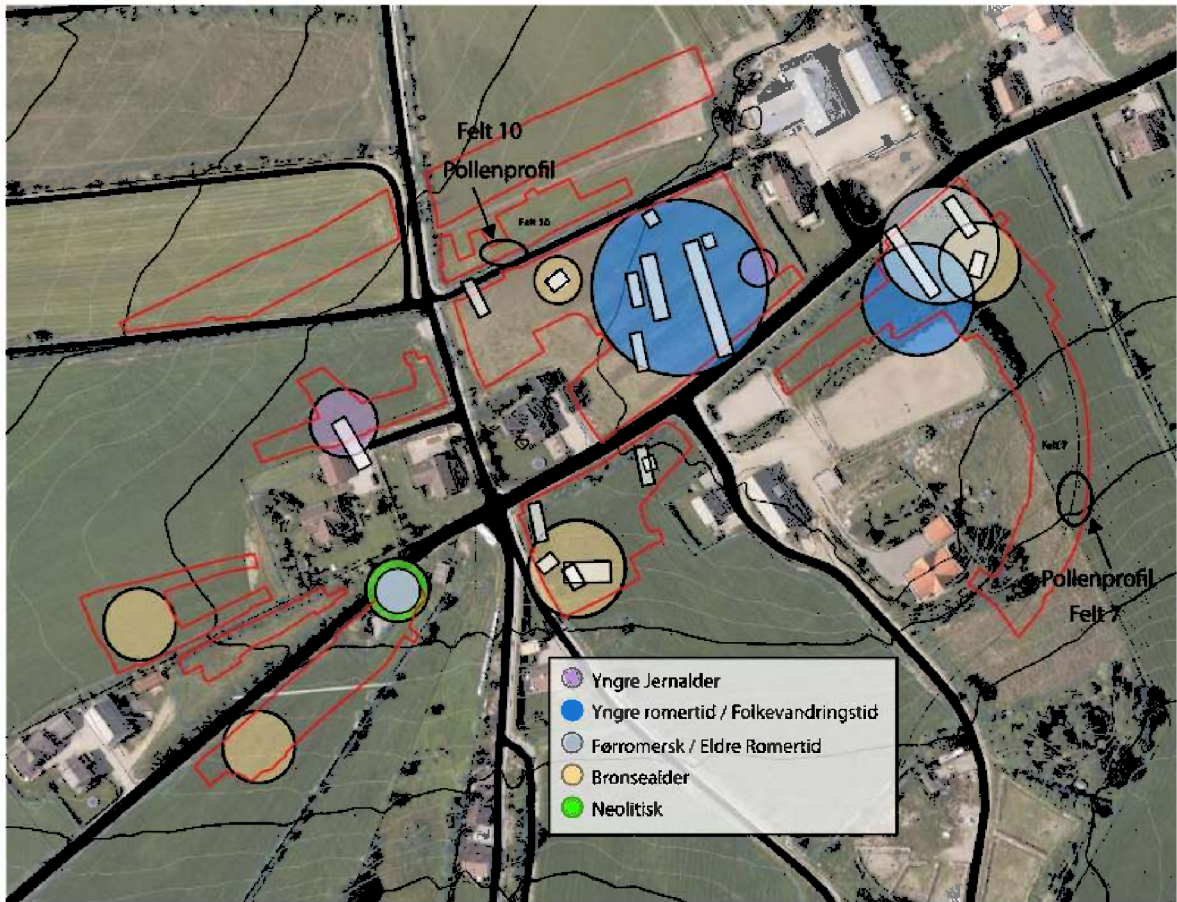 Felt 10
Pollenprofil
Felt 10
Felt 7
Pollenprofil
Felt 7
Yngre Jernalder
Yngre romertid / Folkevandringstid
Førromersk / Eldre Romertid
Bronsealder
Neolitisk